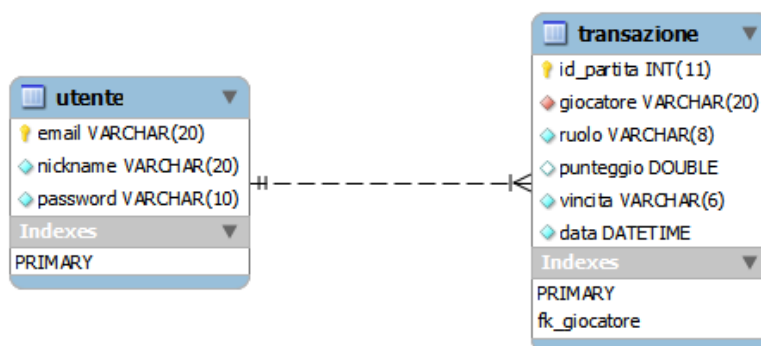 utente
email VARCHAR(20)
nickname VARCHAR(20)
password VARCHAR(10)
Indexes
PRIMARY
transazione
id_partita INT(11)
giocatore VARCHAR(20)
ruolo VARCHAR(8)
punteggio DOUBLE
vincita VARCHAR(6)
data DATETIME
Indexes
PRIMARY
fk_giocatore